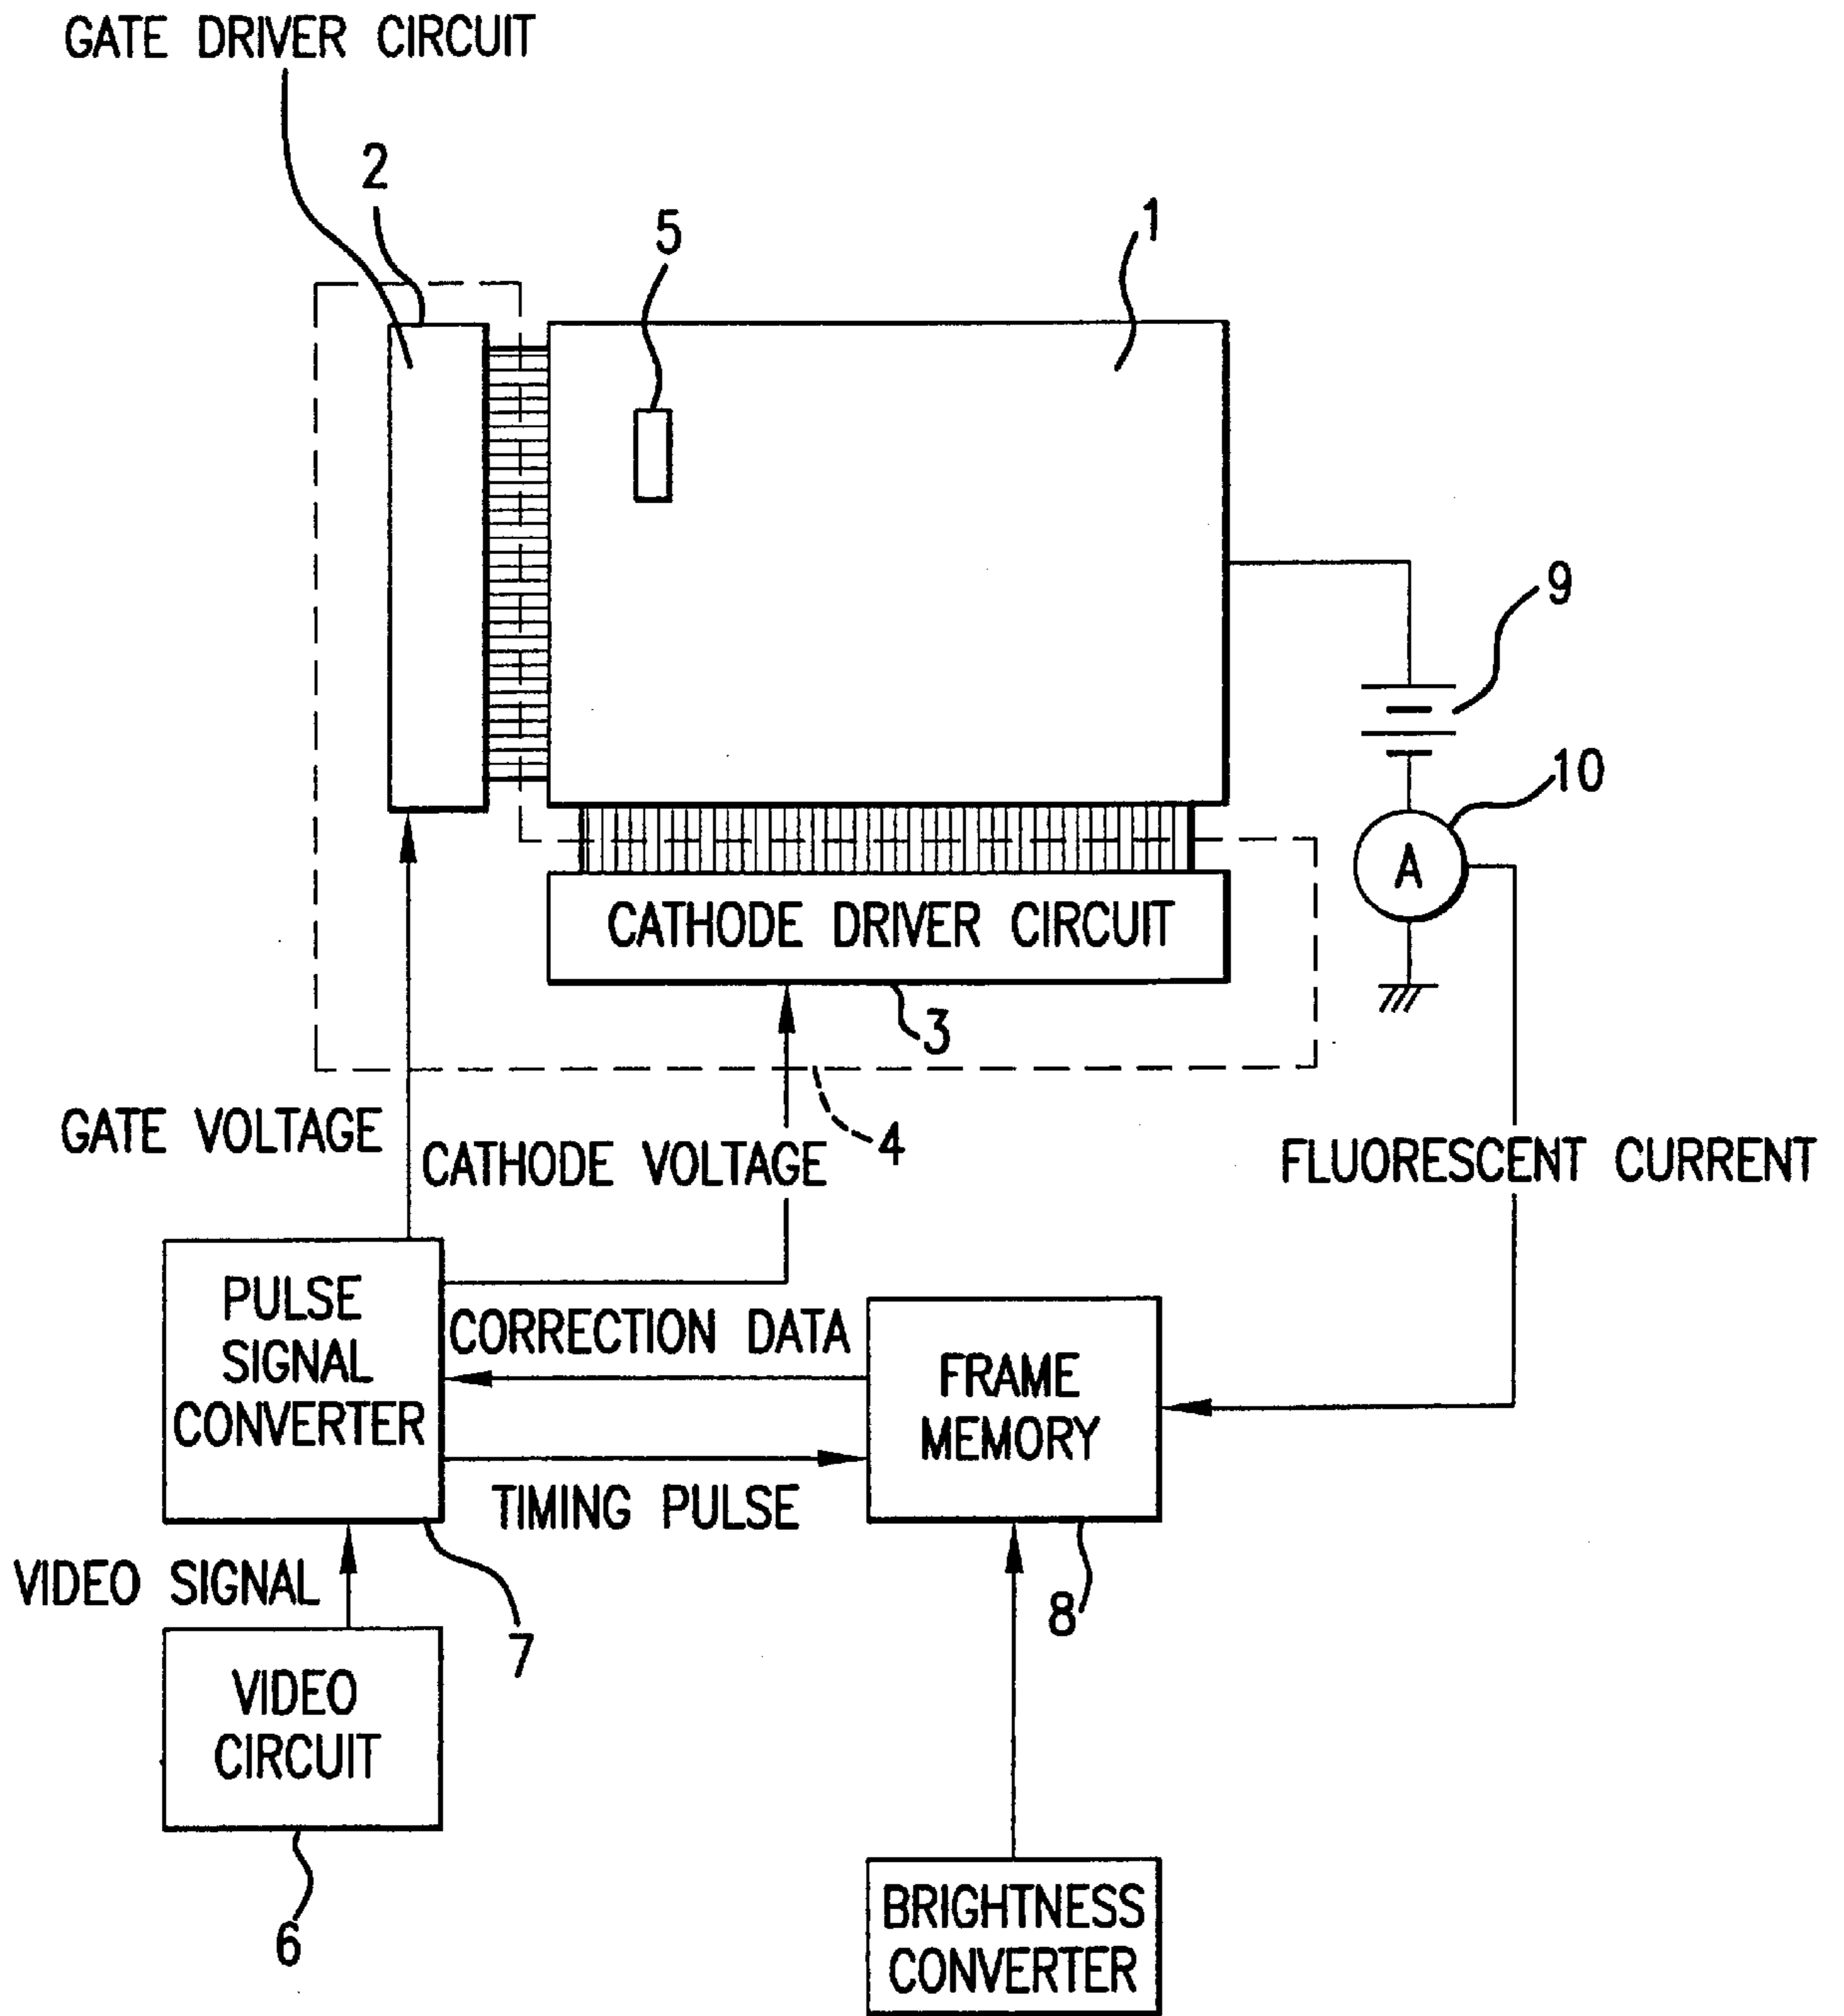 GATE DRIVER CIRCUIT
2
5
1
9
10
A
CATHODE DRIVER CIRCUIT
3
4
GATE VOLTAGE
CATHODE VOLTAGE
FLUORESCENT CURRENT
PULSE
SIGNAL
CONVERTER
CORRECTION DATA
FRAME
MEMORY
TIMING PULSE
VIDEO SIGNAL
7
8
VIDEO
CIRCUIT
6
BRIGHTNESS
CONVERTER